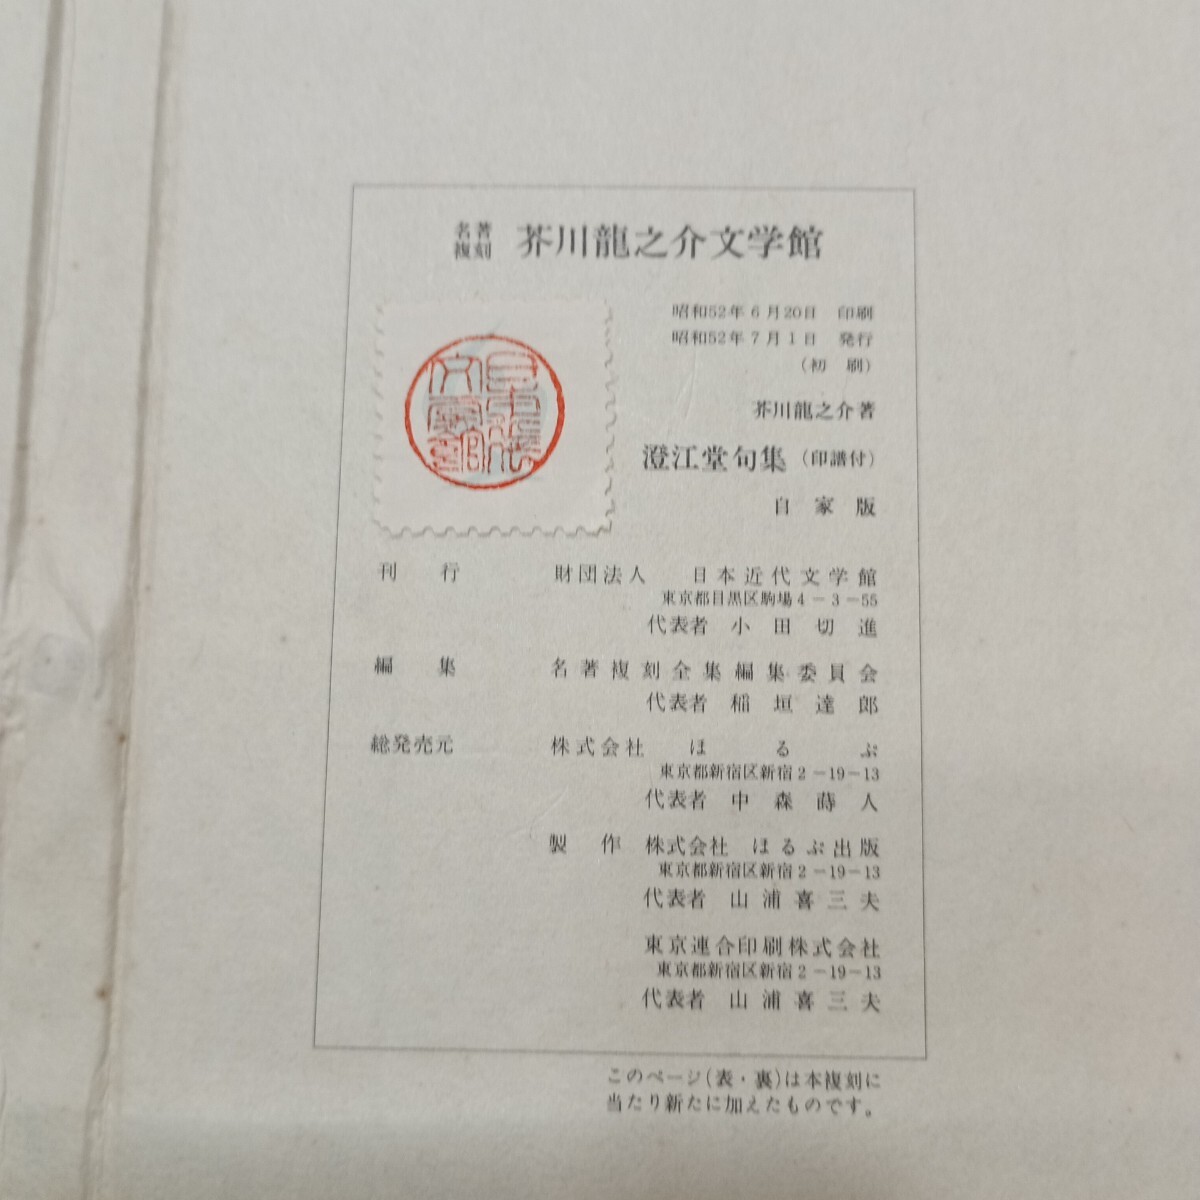 名著複刻 芥川龍之介文学館
昭和52年6月20日 印刷
昭和52年7月1日 発行
(初刷)
芥川龍之介著
澄江堂句集(印譜付)
自家版
刊行 財団法人 日本近代文学館
東京都目黒区駒場4-3-55
代表者 小田切進
編集 名著複刻全集編集委員会
代表者 稲垣達郎
総発売元 株式会社 ほるぷ
東京都新宿区新宿2-19-13
代表者 中森蒔人
製作 株式会社 ほるぷ出版
東京都新宿区新宿2-19-13
代表者 山浦喜三夫
東京連合印刷株式会社
東京都新宿区新宿2-19-13
代表者 山浦喜三夫
このページ(表・裏)は本複刻に
当たり新たに加えたものです。